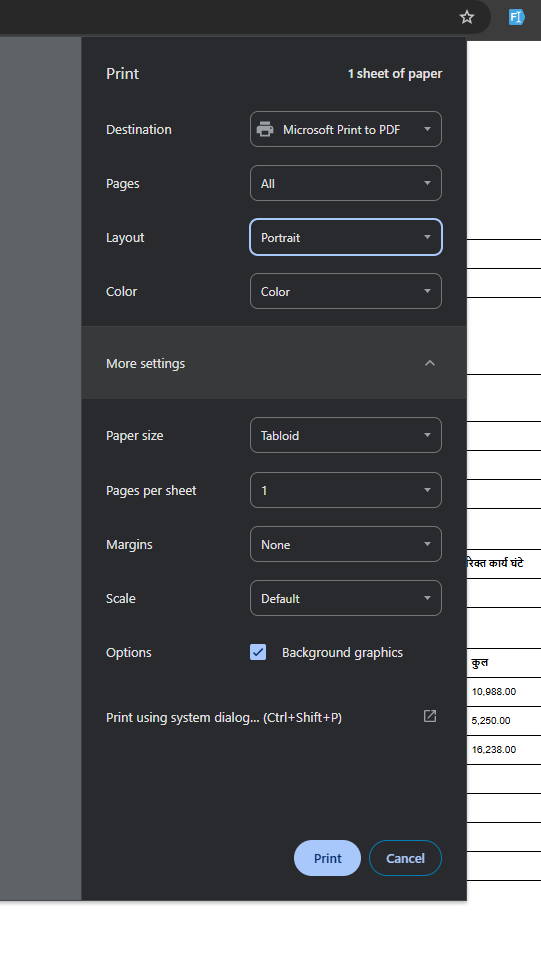 FI
Print 1 sheet of paper
Destination Microsoft Print to PDF
Pages All
Layout Portrait
Color Color
More settings
Paper size Tabloid
Pages per sheet 1
Margins None
रिक्त कार्य घंटे
Scale Default
Options Background graphics
कुल
10,988.00
Print using system dialog... (Ctrl+Shift+P) 5,250.00
16,238.00
Print Cancel